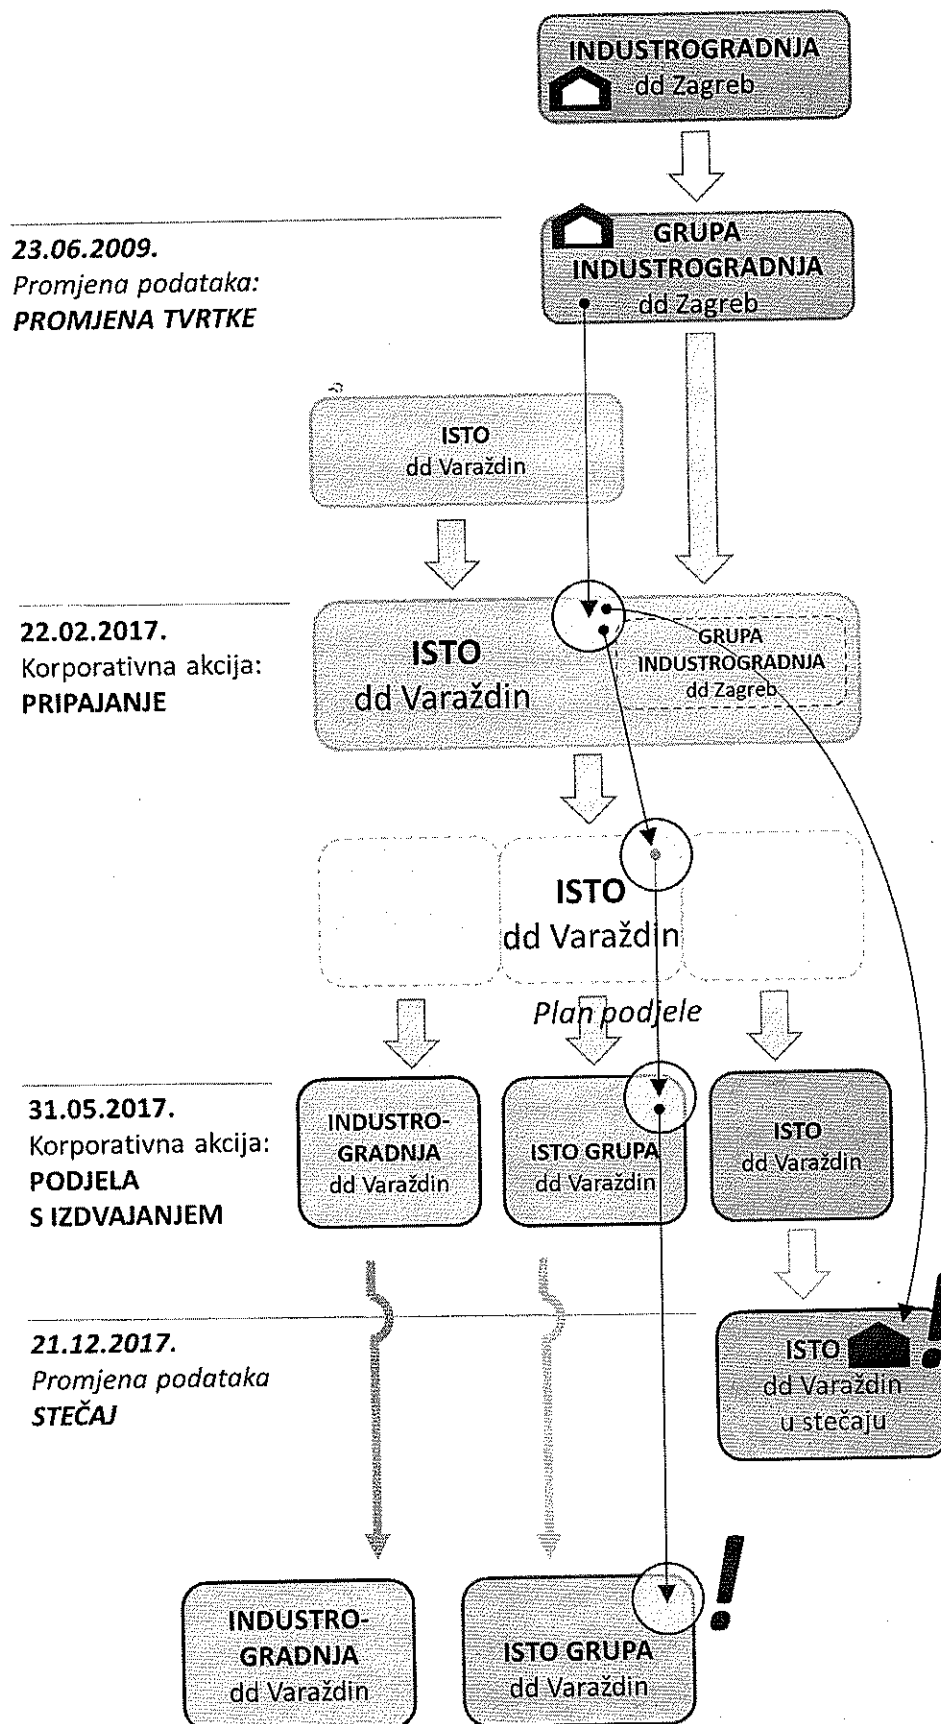 INDUSTROGRADNJA
dd Zagreb
23.06.2009.
Promjena podataka:
PROMJENA TVRTKE
GRUPA
INDUSTROGRADNJA
dd Zagreb
ISTO
dd Varaždin
22.02.2017.
Korporativna akcija:
PRIPAJANJE
ISTO
dd Varaždin
GRUPA
INDUSTROGRADNJA
dd Zagreb
ISTO
dd Varaždin
Plan podjele
31.05.2017.
Korporativna akcija:
PODJELA
S IZDVAJANJEM
INDUSTRO-
GRADNJA
dd Varaždin
ISTO GRUPA
dd Varaždin
ISTO
dd Varaždin
21.12.2017.
Promjena podataka
STEČAJ
ISTO
!
dd Varaždin
u stečaju
INDUSTRO-
GRADNJA
dd Varaždin
ISTO GRUPA
dd Varaždin
!